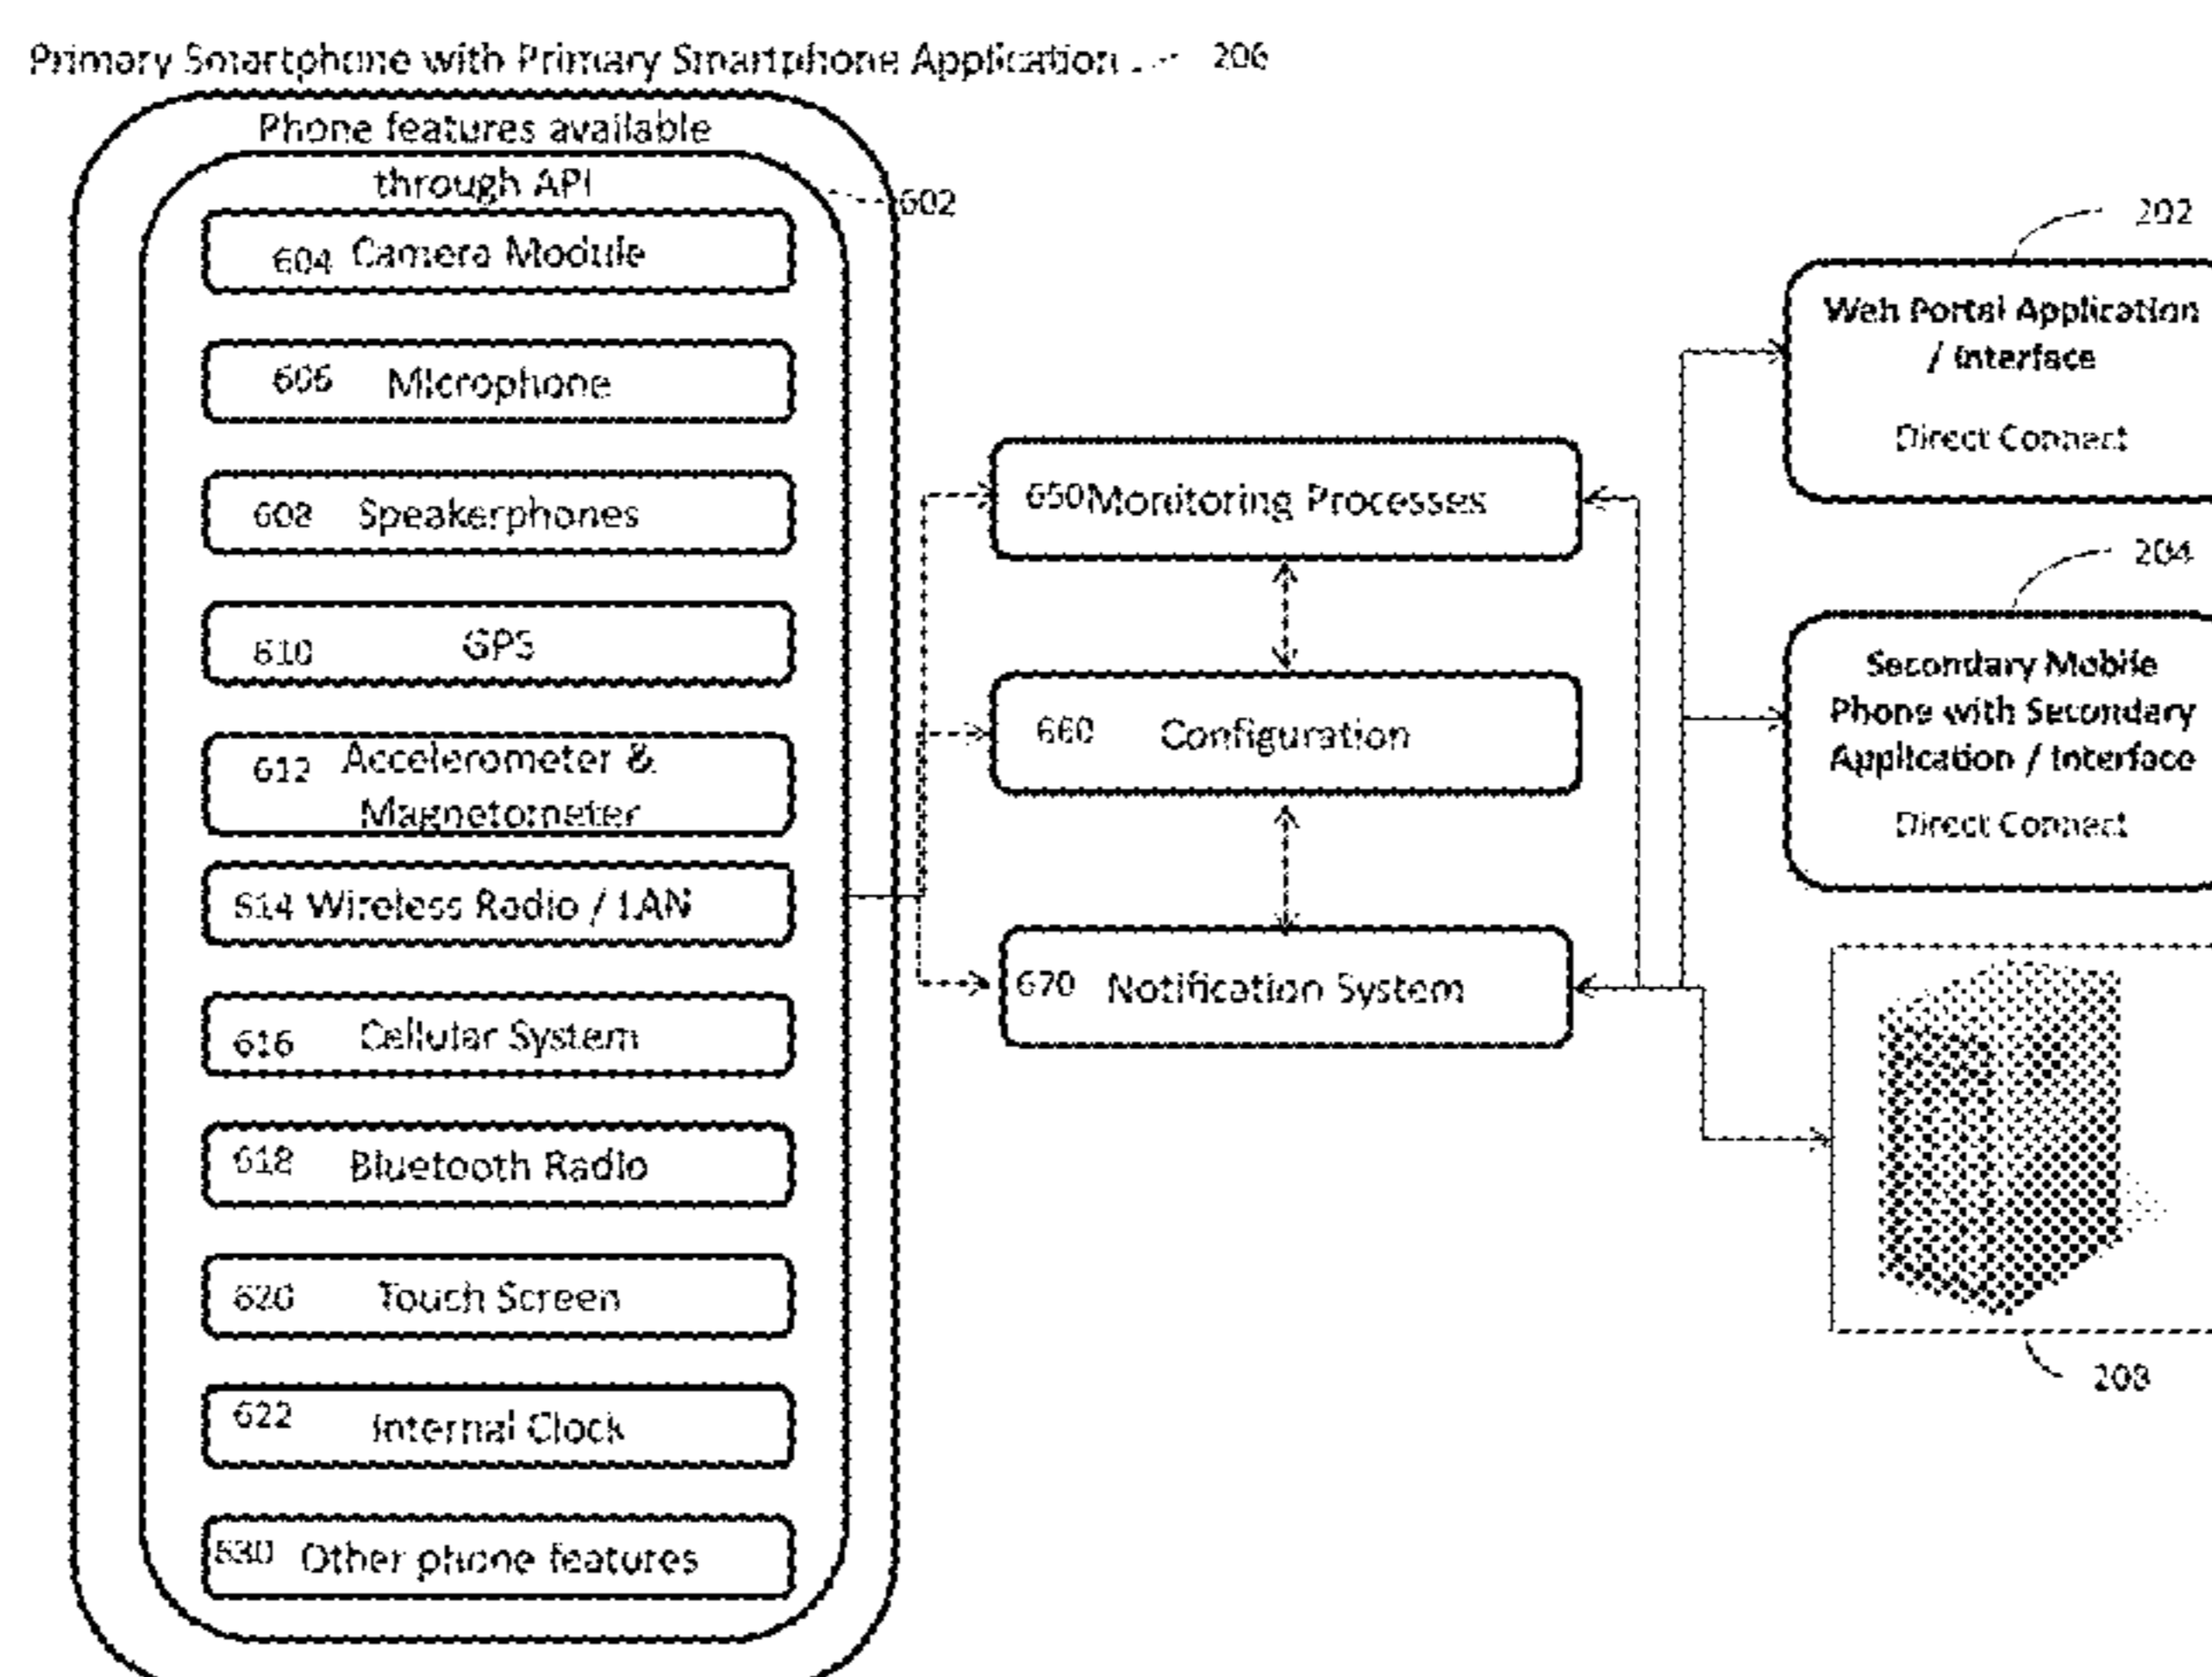 Primary Smartphone with Primary Smartphone Application 206
Phone features available
through API
602
604 Camera Module
606 Microphone
608 Speakerphones
610 GPS
612 Accelerometer &
Magnetometer
614 Wireless Radio / LAN
616 Cellular System
618 Bluetooth Radio
620 Touch Screen
622 Internal Clock
630 Other phone features
650 Monitoring Processes
660 Configuration
670 Notification System
202
Web Portal Application
/ Interface
Direct Connect
204
Secondary Mobile
Phone with Secondary
Application / Interface
Direct Connect
208